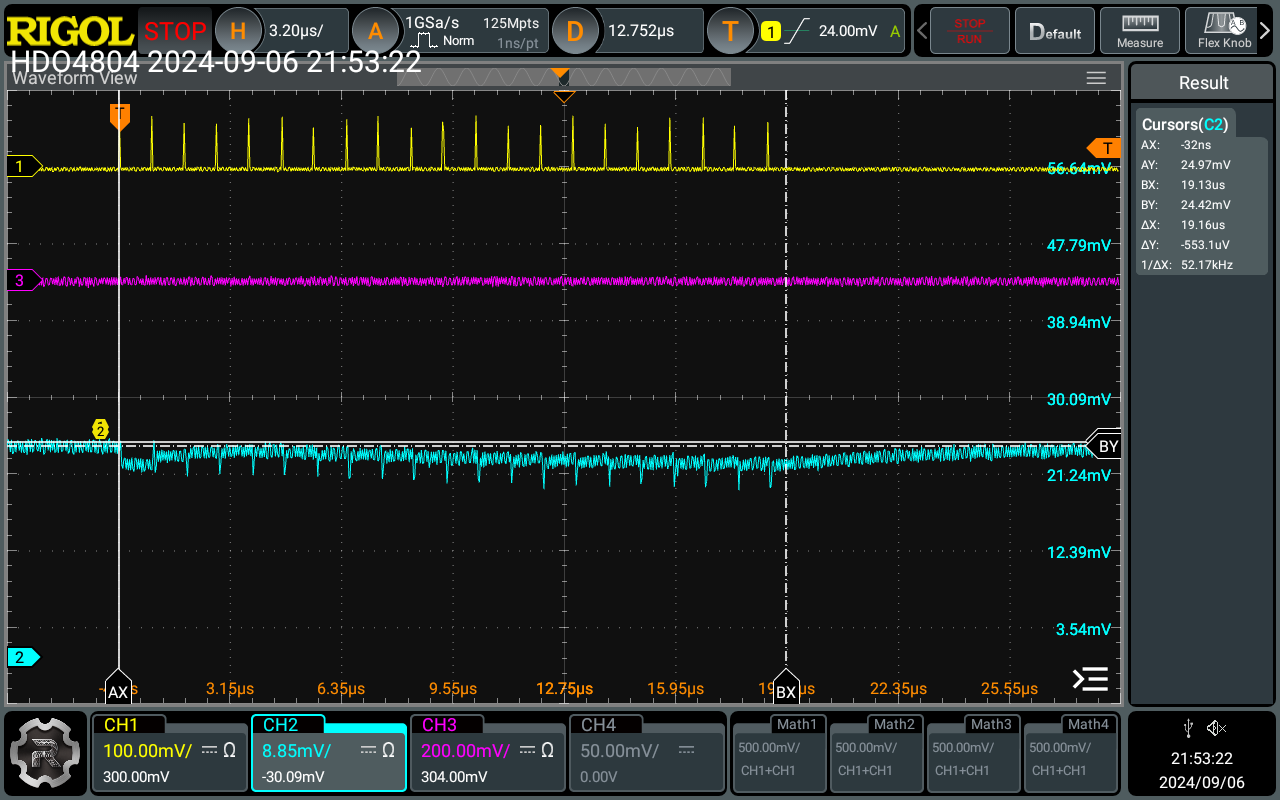 RIGOL STOP H 3.20μs/ A 1GSa/s Norm 125Mpts 1ns/pt D 12.752μs T 1 24.00mV A STOP RUN Default Measure Flex Knob
HDO4804 2024-09-06 21:53:22
Waveform View
Result
T
Cursors(C2)
AX: -32ns
AY: 24.97mV
BX: 19.13us
BY: 24.42mV
ΔX: 19.16us
ΔY: -553.1uV
1/ΔX: 52.17kHz
T
1
56.64mV
47.79mV
3
38.94mV
30.09mV
2
BY
21.24mV
12.39mV
3.54mV
2
AX 3.15μs 6.35μs 9.55μs 12.75μs 15.95μs BX 22.35μs 25.55μs
CH1
100.00mV/ Ω
300.00mV
CH2
8.85mV/ Ω
-30.09mV
CH3
200.00mV/ Ω
304.00mV
CH4
50.00mV/
0.00V
Math1
500.00mV/
CH1+CH1
Math2
500.00mV/
CH1+CH1
Math3
500.00mV/
CH1+CH1
Math4
500.00mV/
CH1+CH1
21:53:22
2024/09/06